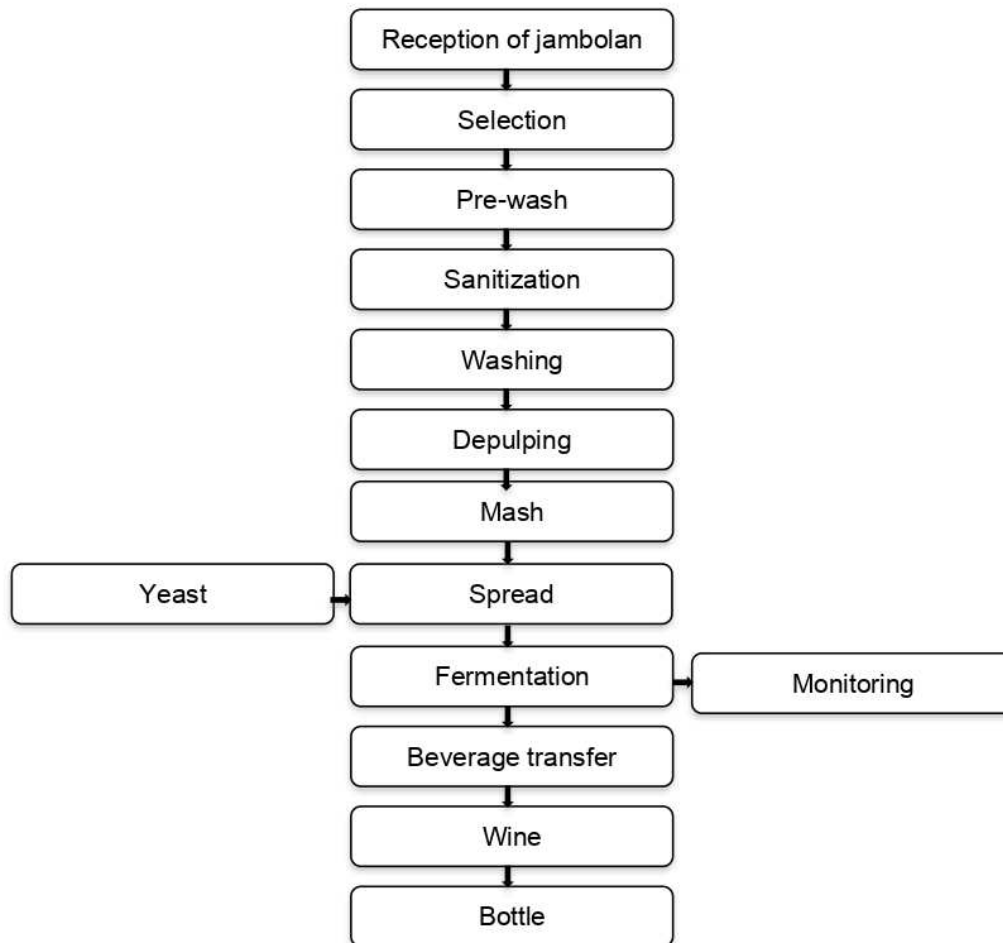 Reception of jambolan
Selection
Pre-wash
Sanitization
Washing
Depulping
Mash
Yeast
Spread
Fermentation
Monitoring
Beverage transfer
Wine
Bottle